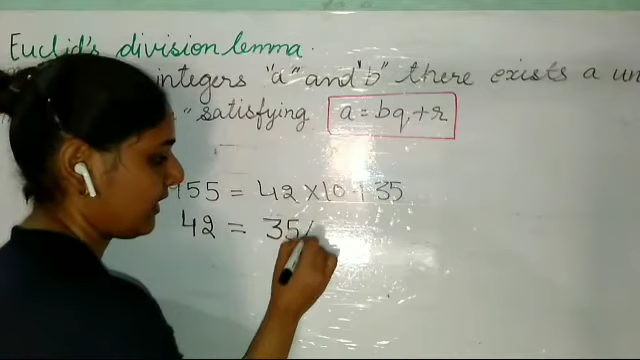 Euclid's division lemma.
integers "a" and "b" there exists a un
satisfying a = bq + r
455 = 42 × 10 + 35
42 = 35